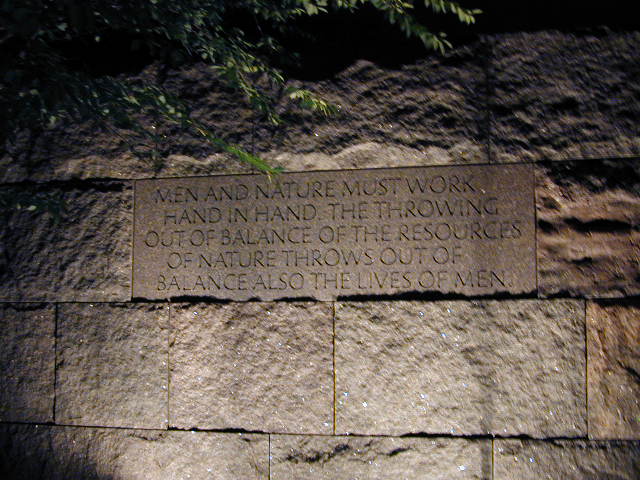 MEN AND NATURE MUST WORK
HAND IN HAND. THE THROWING
OUT OF BALANCE OF THE RESOURCES
OF NATURE THROWS OUT OF
BALANCE ALSO THE LIVES OF MEN.